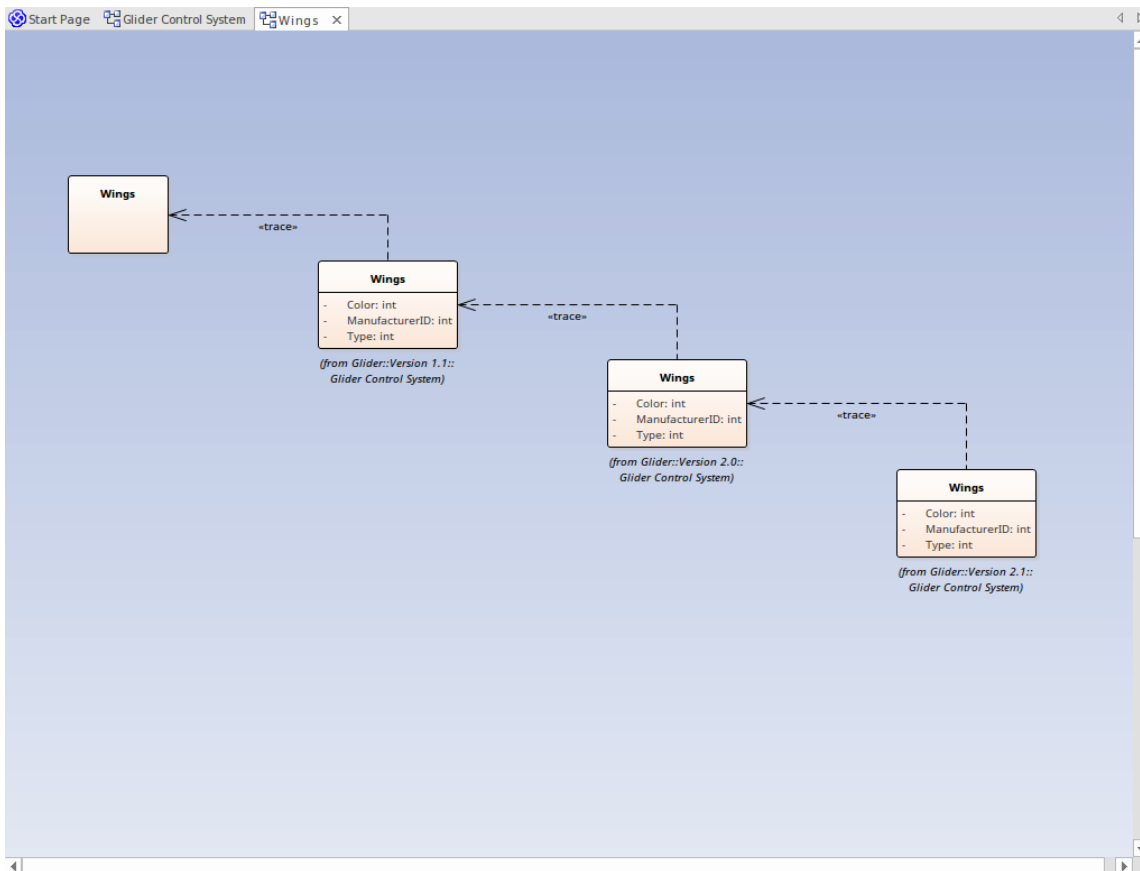 Start Page
Glider Control System
Wings
Wings
«trace»
Wings
- Color: int
- ManufacturerID: int
- Type: int
(from Glider::Version 1.1::
Glider Control System)
«trace»
Wings
- Color: int
- ManufacturerID: int
- Type: int
(from Glider::Version 2.0::
Glider Control System)
«trace»
Wings
- Color: int
- ManufacturerID: int
- Type: int
(from Glider::Version 2.1::
Glider Control System)